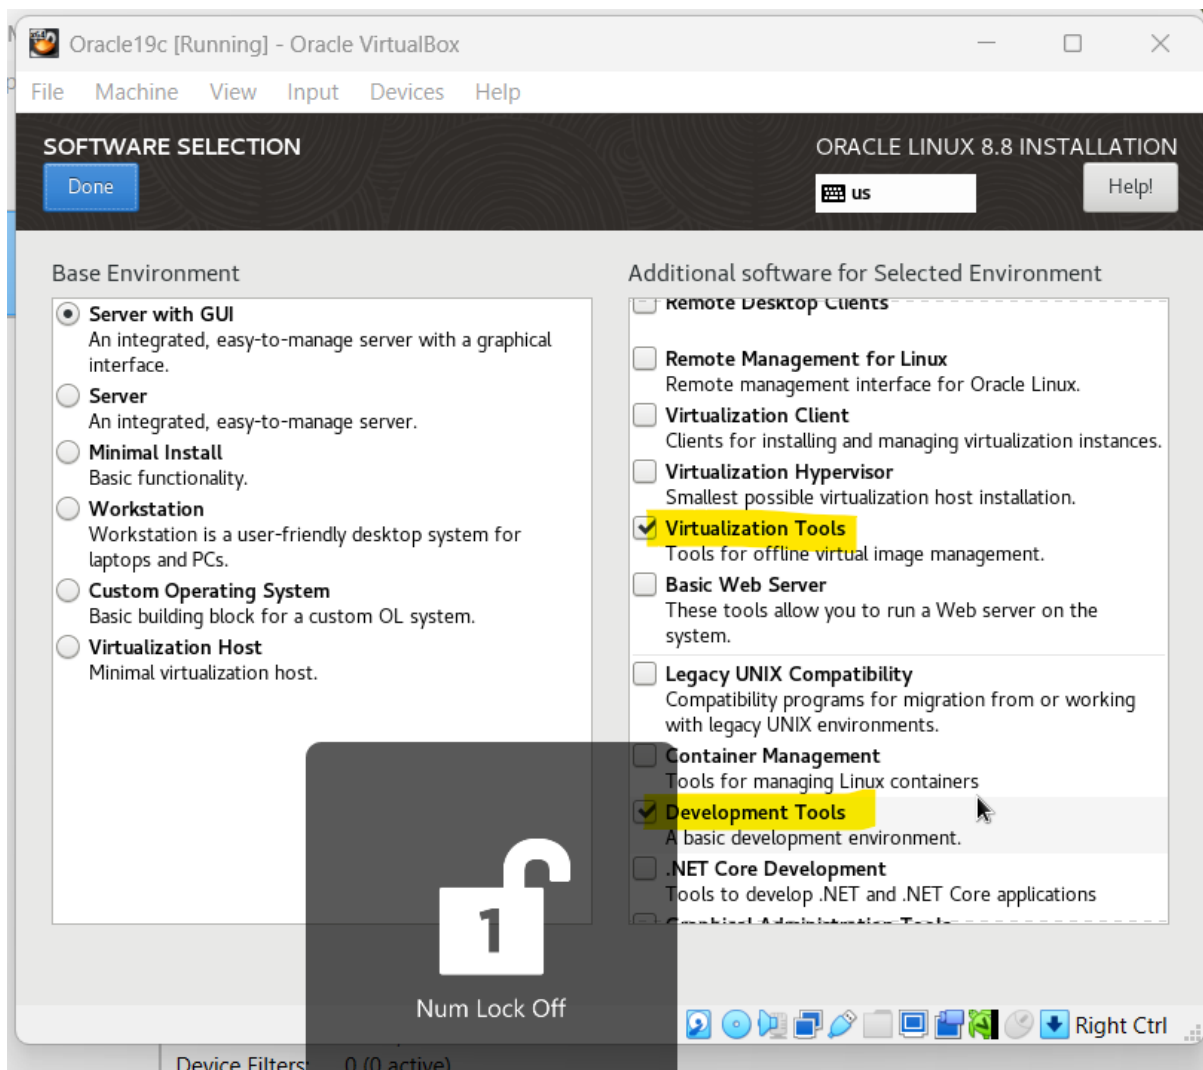 Oracle19c [Running] - Oracle VirtualBox
File Machine View Input Devices Help
SOFTWARE SELECTION
Done
ORACLE LINUX 8.8 INSTALLATION
us
Help!
Base Environment
Server with GUI
An integrated, easy-to-manage server with a graphical
interface.
Server
An integrated, easy-to-manage server.
Minimal Install
Basic functionality.
Workstation
Workstation is a user-friendly desktop system for
laptops and PCs.
Custom Operating System
Basic building block for a custom OL system.
Virtualization Host
Minimal virtualization host.
Additional software for Selected Environment
Remote Desktop Clients
Remote Management for Linux
Remote management interface for Oracle Linux.
Virtualization Client
Clients for installing and managing virtualization instances.
Virtualization Hypervisor
Smallest possible virtualization host installation.
Virtualization Tools
Tools for offline virtual image management.
Basic Web Server
These tools allow you to run a Web server on the
system.
Legacy UNIX Compatibility
Compatibility programs for migration from or working
with legacy UNIX environments.
Container Management
Tools for managing Linux containers
Development Tools
A basic development environment.
.NET Core Development
Tools to develop .NET and .NET Core applications
Graphical Administration Tools
1
Num Lock Off
Right Ctrl
Device Filters: 0 (0 active)